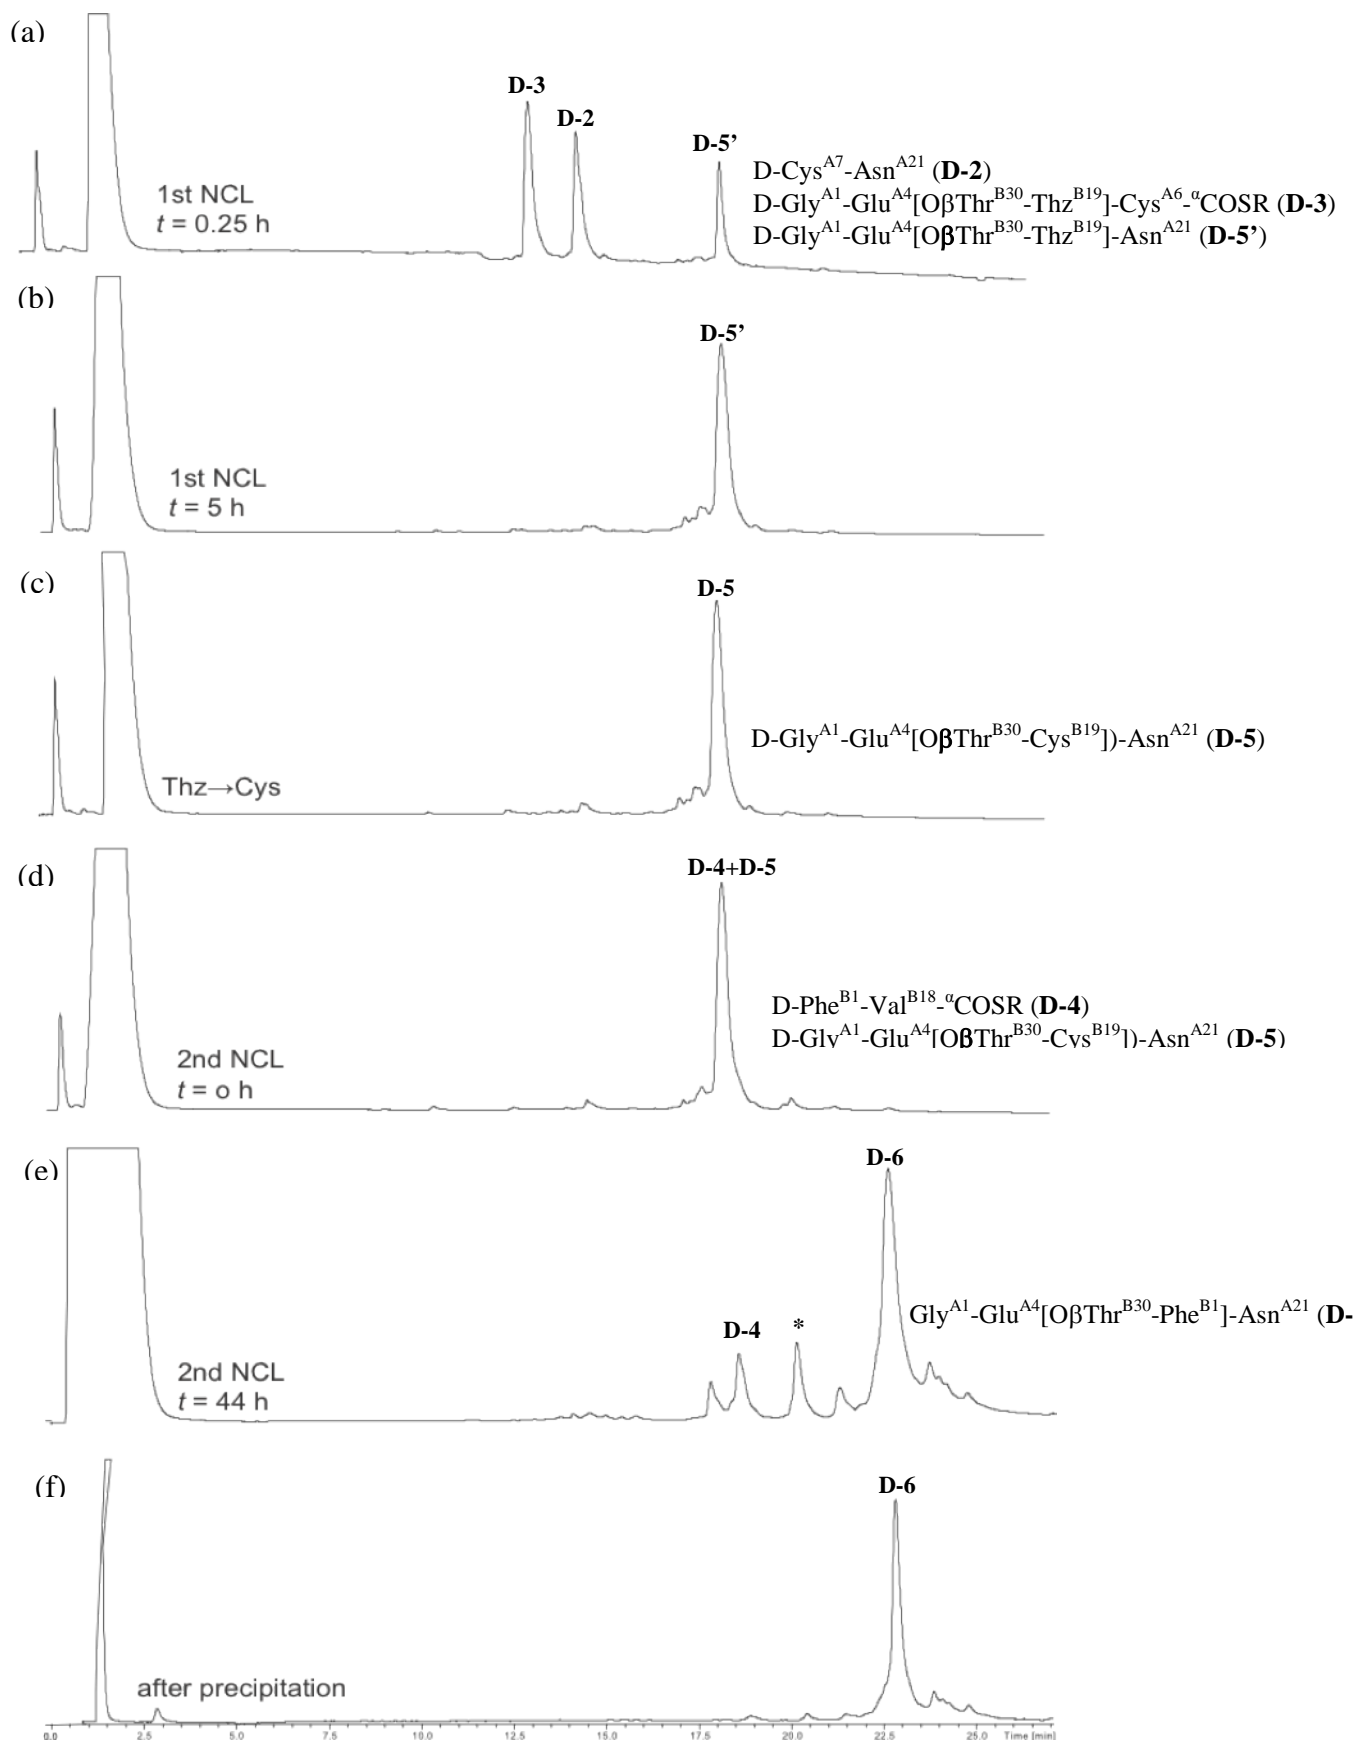 (a)
D-3
D-2
D-5’
1st NCL
t = 0.25 h
D-Cys^A7-Asn^A21 (D-2)
D-Gly^A1-Glu^A4[OβThr^B30-Thz^B19]-Cys^A6-^αCOSR (D-3)
D-Gly^A1-Glu^A4[OβThr^B30-Thz^B19]-Asn^A21 (D-5’)
(b)
D-5’
1st NCL
t = 5 h
(c)
D-5
D-Gly^A1-Glu^A4[OβThr^B30-Cys^B19])-Asn^A21 (D-5)
Thz→Cys
(d)
D-4+D-5
D-Phe^B1-Val^B18-^αCOSR (D-4)
D-Gly^A1-Glu^A4[OβThr^B30-Cys^B19])-Asn^A21 (D-5)
2nd NCL
t = o h
(e)
D-6
D-4
*
Gly^A1-Glu^A4[OβThr^B30-Phe^B1]-Asn^A21 (D-
2nd NCL
t = 44 h
(f)
D-6
after precipitation
0.0 2.5 5.0 7.5 10.0 12.5 15.0 17.5 20.0 22.5 25.0 Time [min]